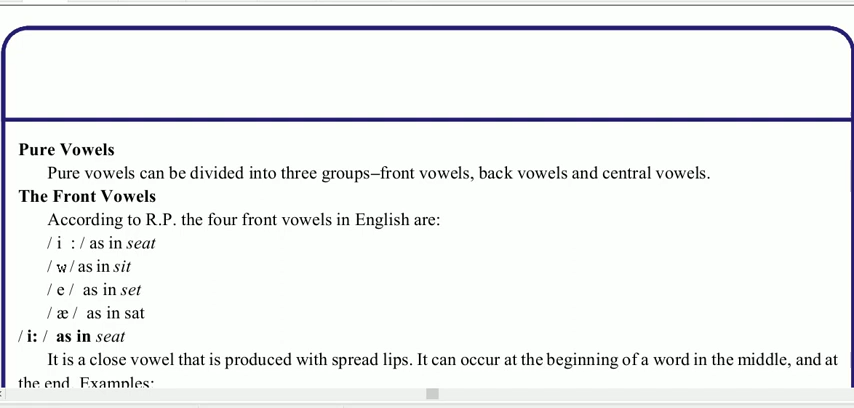 Pure Vowels
Pure vowels can be divided into three groups–front vowels, back vowels and central vowels.
The Front Vowels
According to R.P. the four front vowels in English are:
/ i : / as in seat
/ w / as in sit
/ e / as in set
/ æ / as in sat
/ i: / as in seat
It is a close vowel that is produced with spread lips. It can occur at the beginning of a word in the middle, and at
the end. Examples: